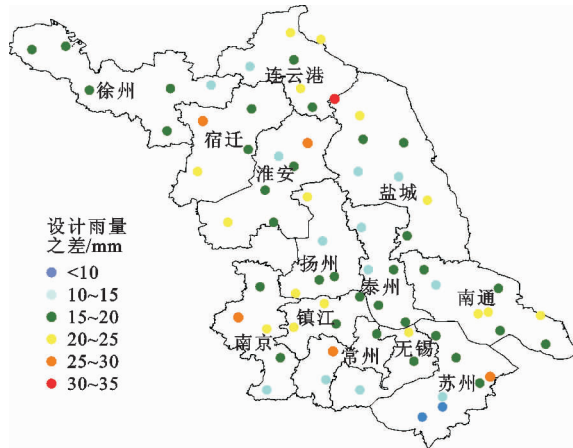 连云港
徐州
宿迁
淮安
盐城
设计雨量
之差/mm
<10
10~15
15~20
20~25
25~30
30~35
扬州
泰州
南通
镇江
南京
常州
无锡
苏州